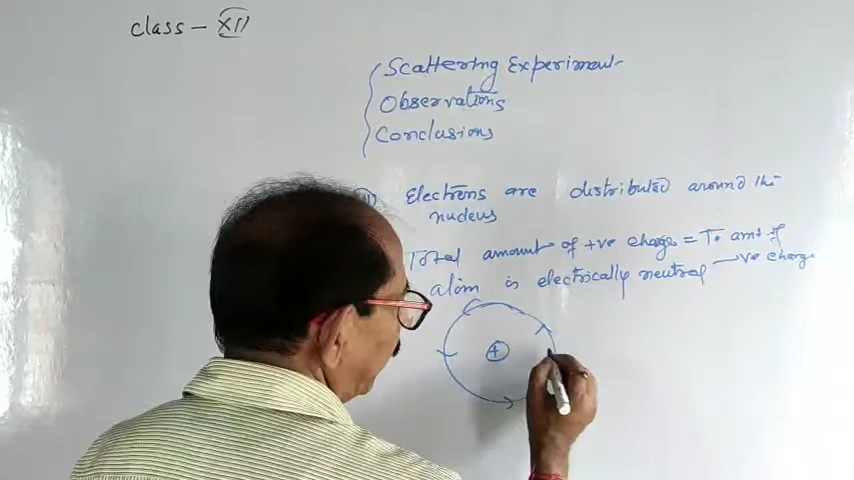 class - XII
Scattering Experiment
Observations
Conclusions
Electrons are distributed around the
nucleus
Total amount of +ve charge = To. amt. of
-ve charge
atom is electrically neutral
+